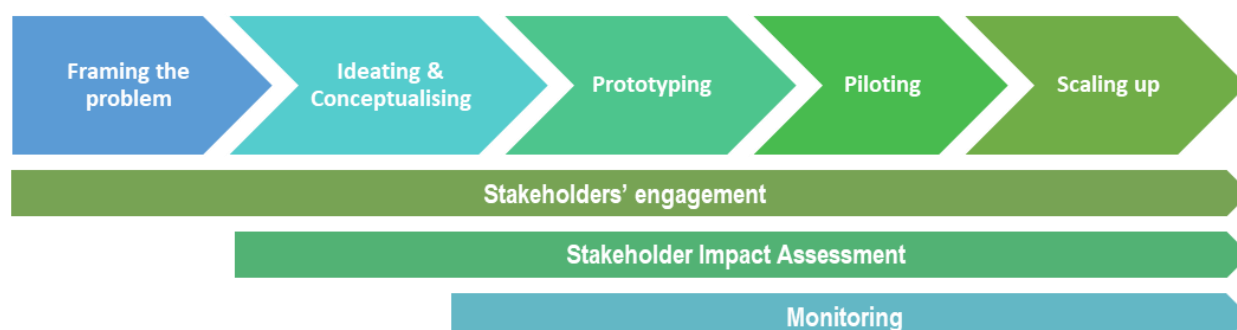 Framing the
problem
Ideating &
Conceptualising
Prototyping
Piloting
Scaling up
Stakeholders’ engagement
Stakeholder Impact Assessment
Monitoring